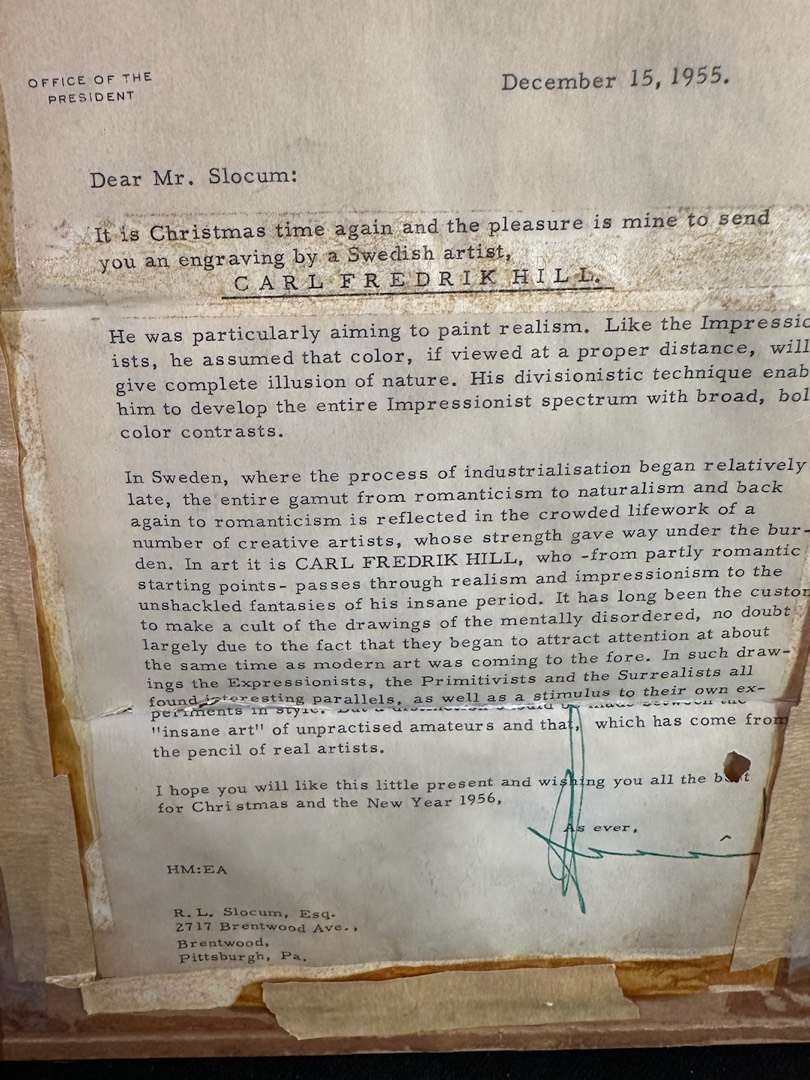 OFFICE OF THE
PRESIDENT
December 15, 1955.
Dear Mr. Slocum:
It is Christmas time again and the pleasure is mine to send
you an engraving by a Swedish artist,
CARL FREDRIK HILL.
He was particularly aiming to paint realism. Like the Impressio
ists, he assumed that color, if viewed at a proper distance, will
give complete illusion of nature. His divisionistic technique enab
him to develop the entire Impressionist spectrum with broad, bol
color contrasts.
In Sweden, where the process of industrialisation began relatively
late, the entire gamut from romanticism to naturalism and back
again to romanticism is reflected in the crowded lifework of a
number of creative artists, whose strength gave way under the bur-
den. In art it is CARL FREDRIK HILL, who -from partly romantic
starting points- passes through realism and impressionism to the
unshackled fantasies of his insane period. It has long been the custom
to make a cult of the drawings of the mentally disordered, no doubt
largely due to the fact that they began to attract attention at about
the same time as modern art was coming to the fore. In such draw-
ings the Expressionists, the Primitivists and the Surrealists all
found interesting parallels, as well as a stimulus to their own ex-
periments in style. But a distinction should be made between the
"insane art" of unpractised amateurs and that, which has come from
the pencil of real artists.
I hope you will like this little present and wishing you all the b t
for Christmas and the New Year 1956,
As ever,
HM:EA
R. L. Slocum, Esq.
2717 Brentwood Ave.,
Brentwood,
Pittsburgh, Pa.